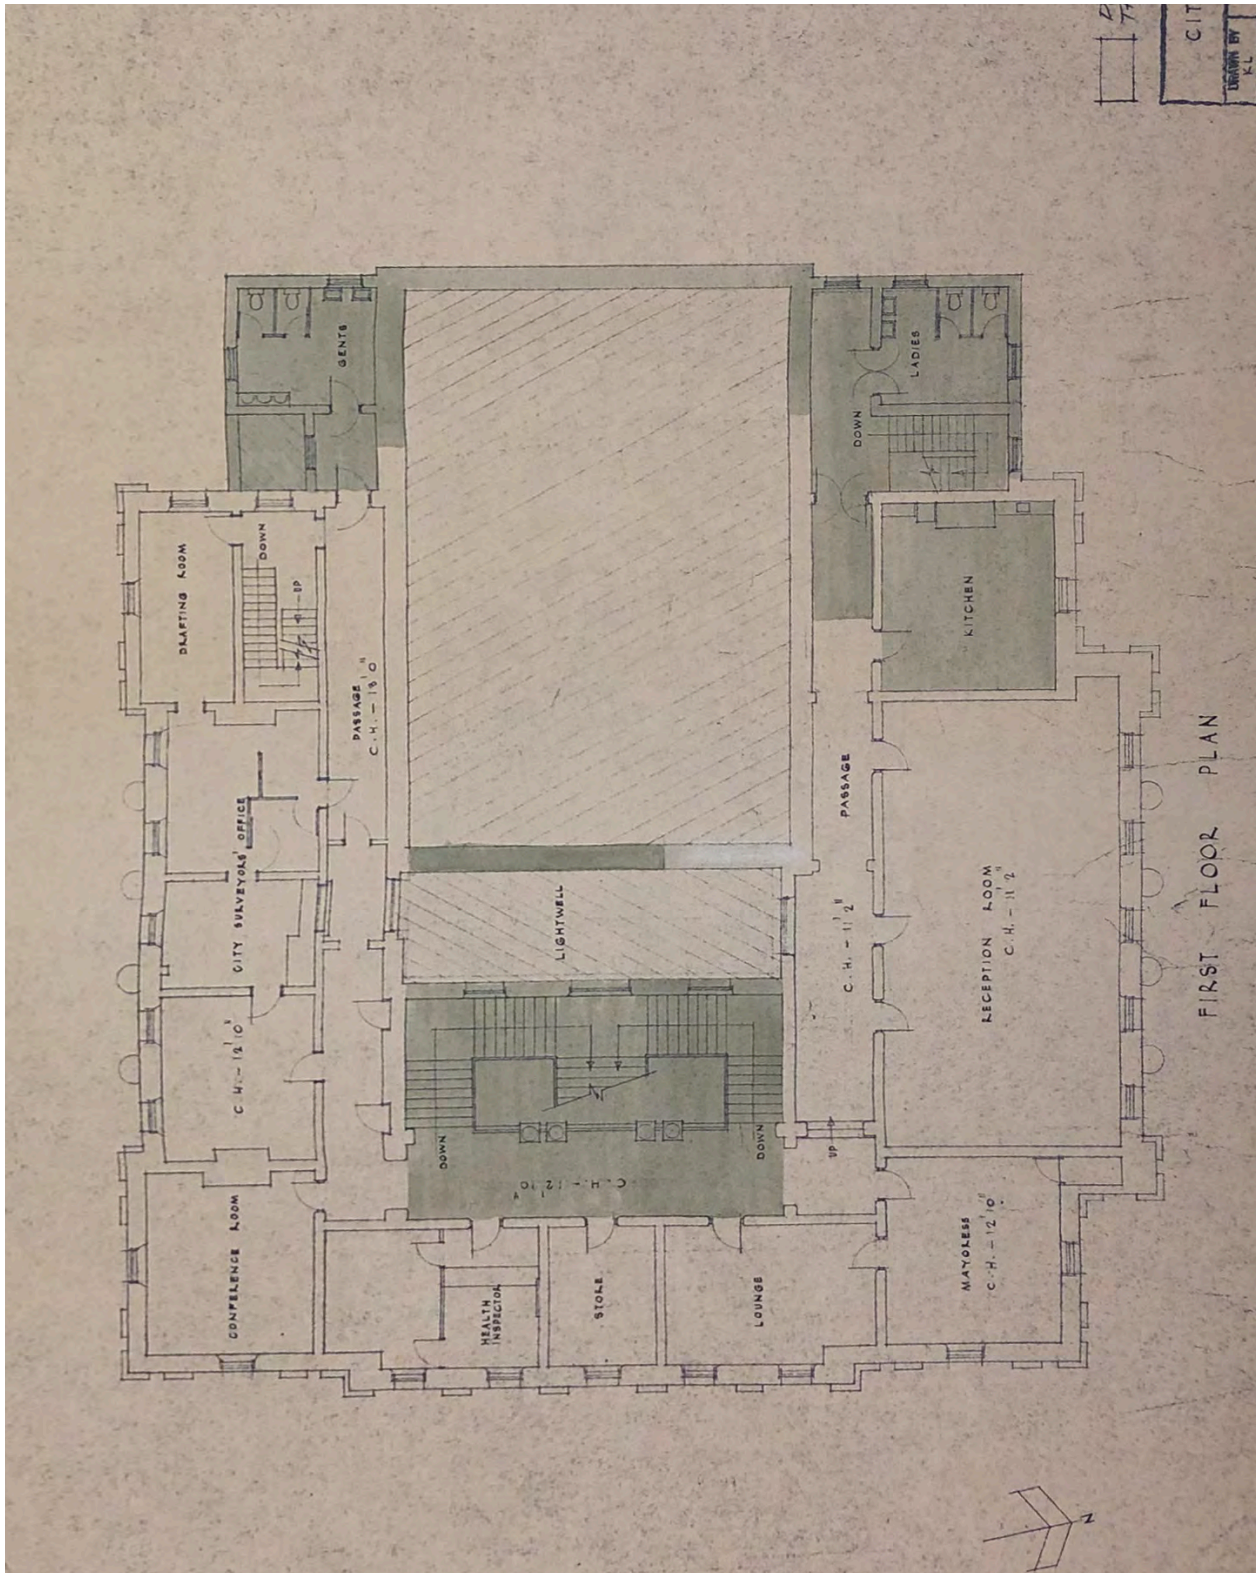 CIT
DRAWN BY
KL
GENTS
LADIES
DOWN
DOWN
UP
DRAFTING ROOM
KITCHEN
PASSAGE
C.H. - 13'0"
PASSAGE
C.H. - 11'2"
CITY SURVEYORS' OFFICE
C.H. - 12'10"
LIGHTWELL
RECEPTION ROOM
C.H. - 11'2"
DOWN
DOWN
C.H. - 12'10"
UP
CONFERENCE ROOM
HEALTH
INSPECTOR
STORE
LOUNGE
MAYORESS
C.H. - 12'10"
FIRST FLOOR PLAN
N